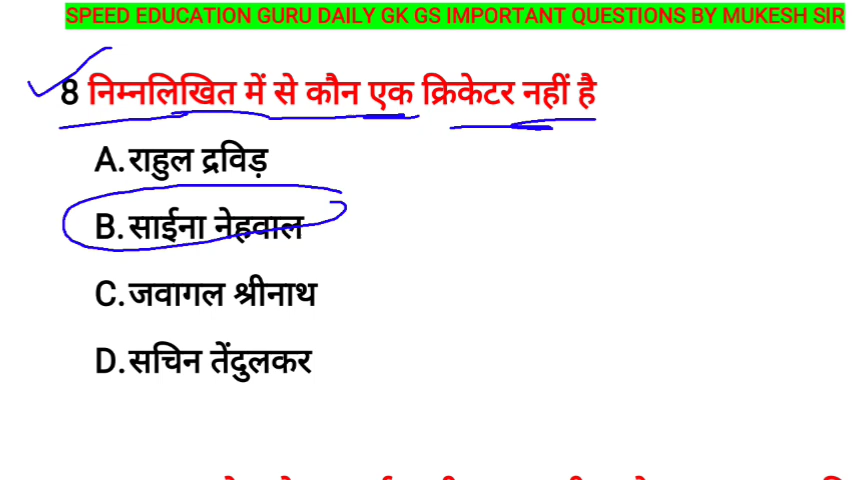 SPEED EDUCATION GURU DAILY GK GS IMPORTANT QUESTIONS BY MUKESH SIR
8 निम्नलिखित में से कौन एक क्रिकेटर नहीं है
A.राहुल द्रविड़
B.साईना नेहवाल
C.जवागल श्रीनाथ
D.सचिन तेंदुलकर